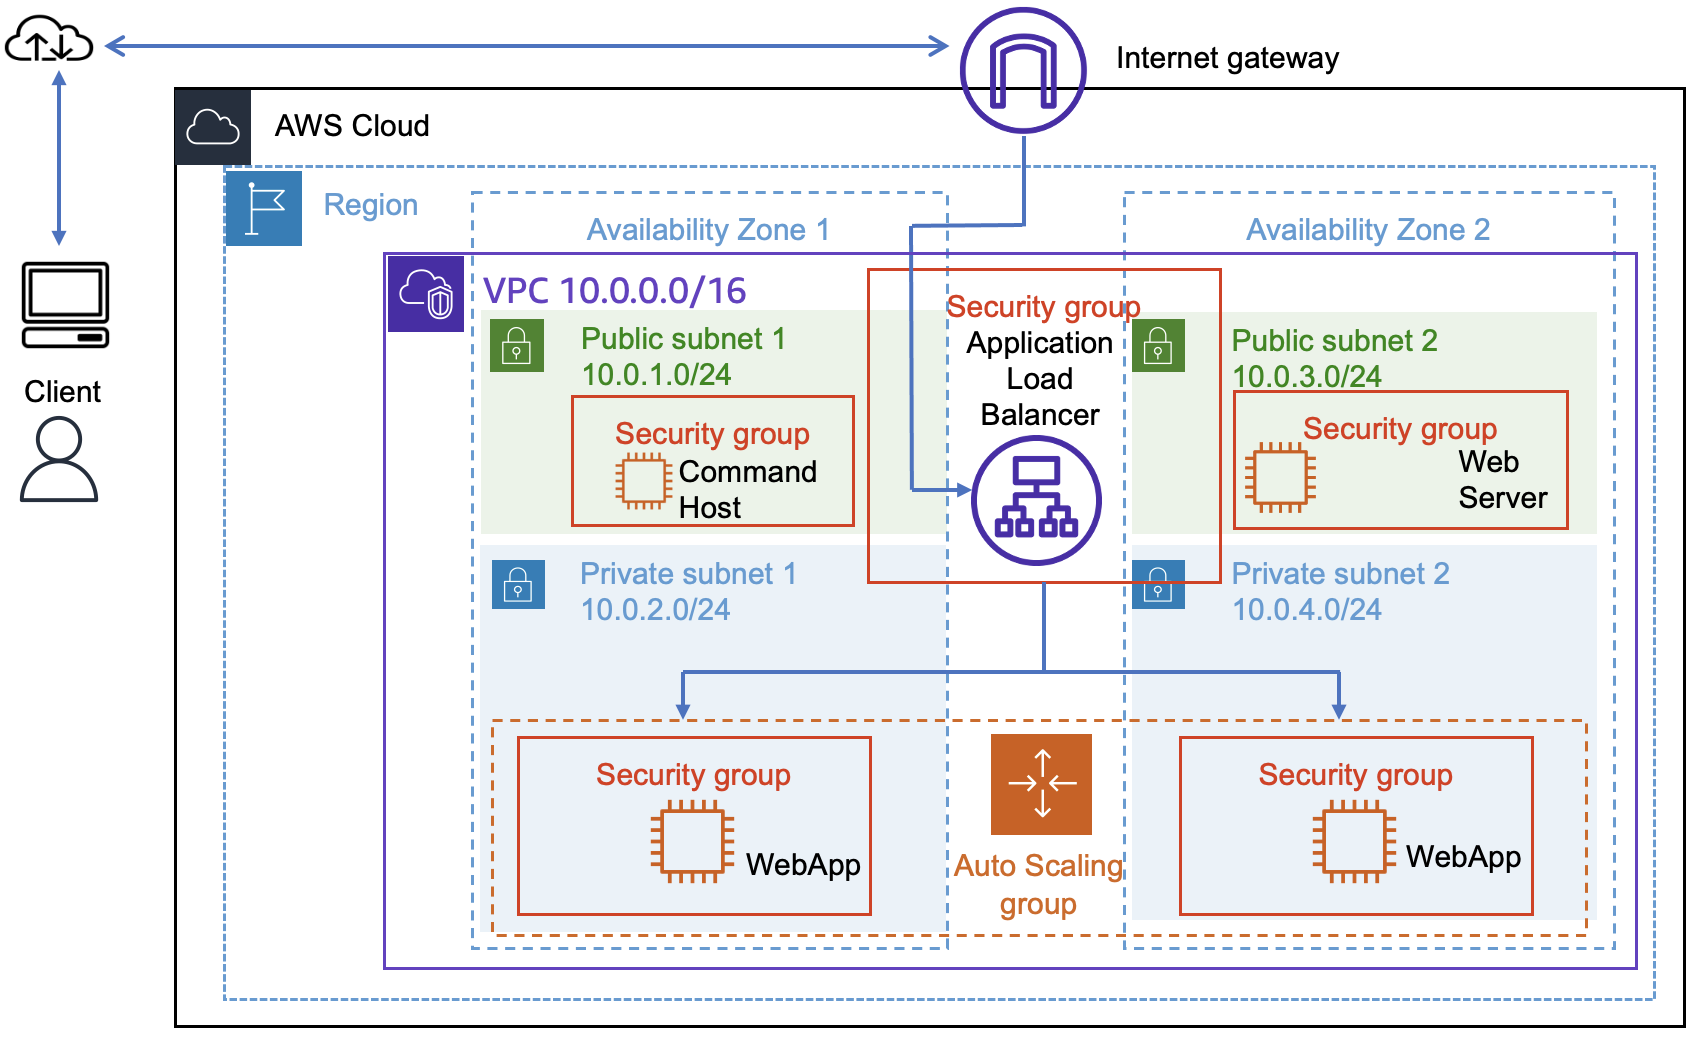 Internet gateway
AWS Cloud
Region
Availability Zone 1
Availability Zone 2
VPC 10.0.0.0/16
Client
Public subnet 1
10.0.1.0/24
Security group
Command
Host
Security group
Application
Load
Balancer
Public subnet 2
10.0.3.0/24
Security group
Web
Server
Private subnet 1
10.0.2.0/24
Private subnet 2
10.0.4.0/24
Security group
WebApp
Auto Scaling
group
Security group
WebApp